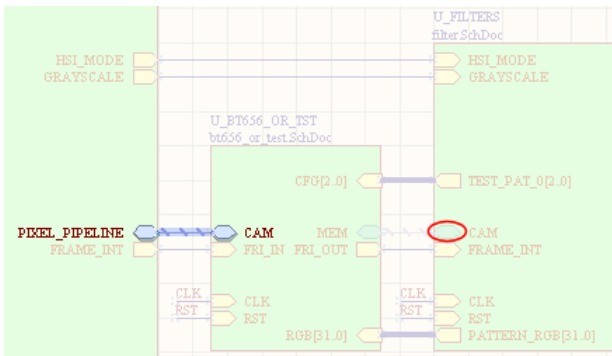 U_FILTERS
filter.SchDoc
HSI_MODE HSI_MODE
GRAYSCALE GRAYSCALE
U_BT656_OR_TST
bt656_or_test.SchDoc
CFG[2..0] TEST_PAT_0[2..0]
PIXEL_PIPELINE CAM MEM CAM
FRAME_INT FRI_IN FRI_OUT FRAME_INT
CLK CLK CLK CLK
RST RST RST RST
RGB[31..0] PATTERN_RGB[31..0]